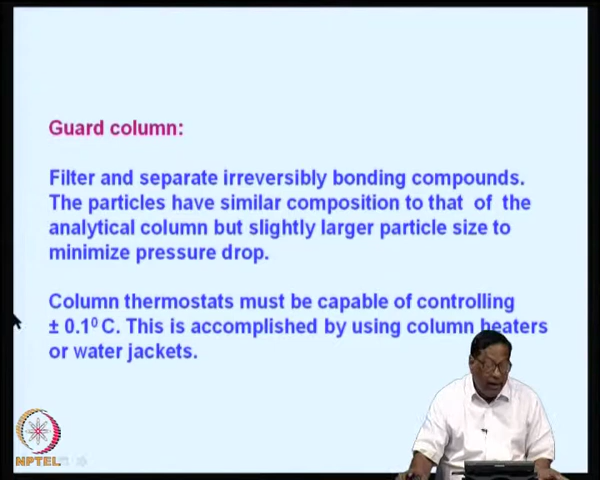 Guard column:
Filter and separate irreversibly bonding compounds.
The particles have similar composition to that of the
analytical column but slightly larger particle size to
minimize pressure drop.
Column thermostats must be capable of controlling
± 0.1⁰ C. This is accomplished by using column heaters
or water jackets.
NPTEL